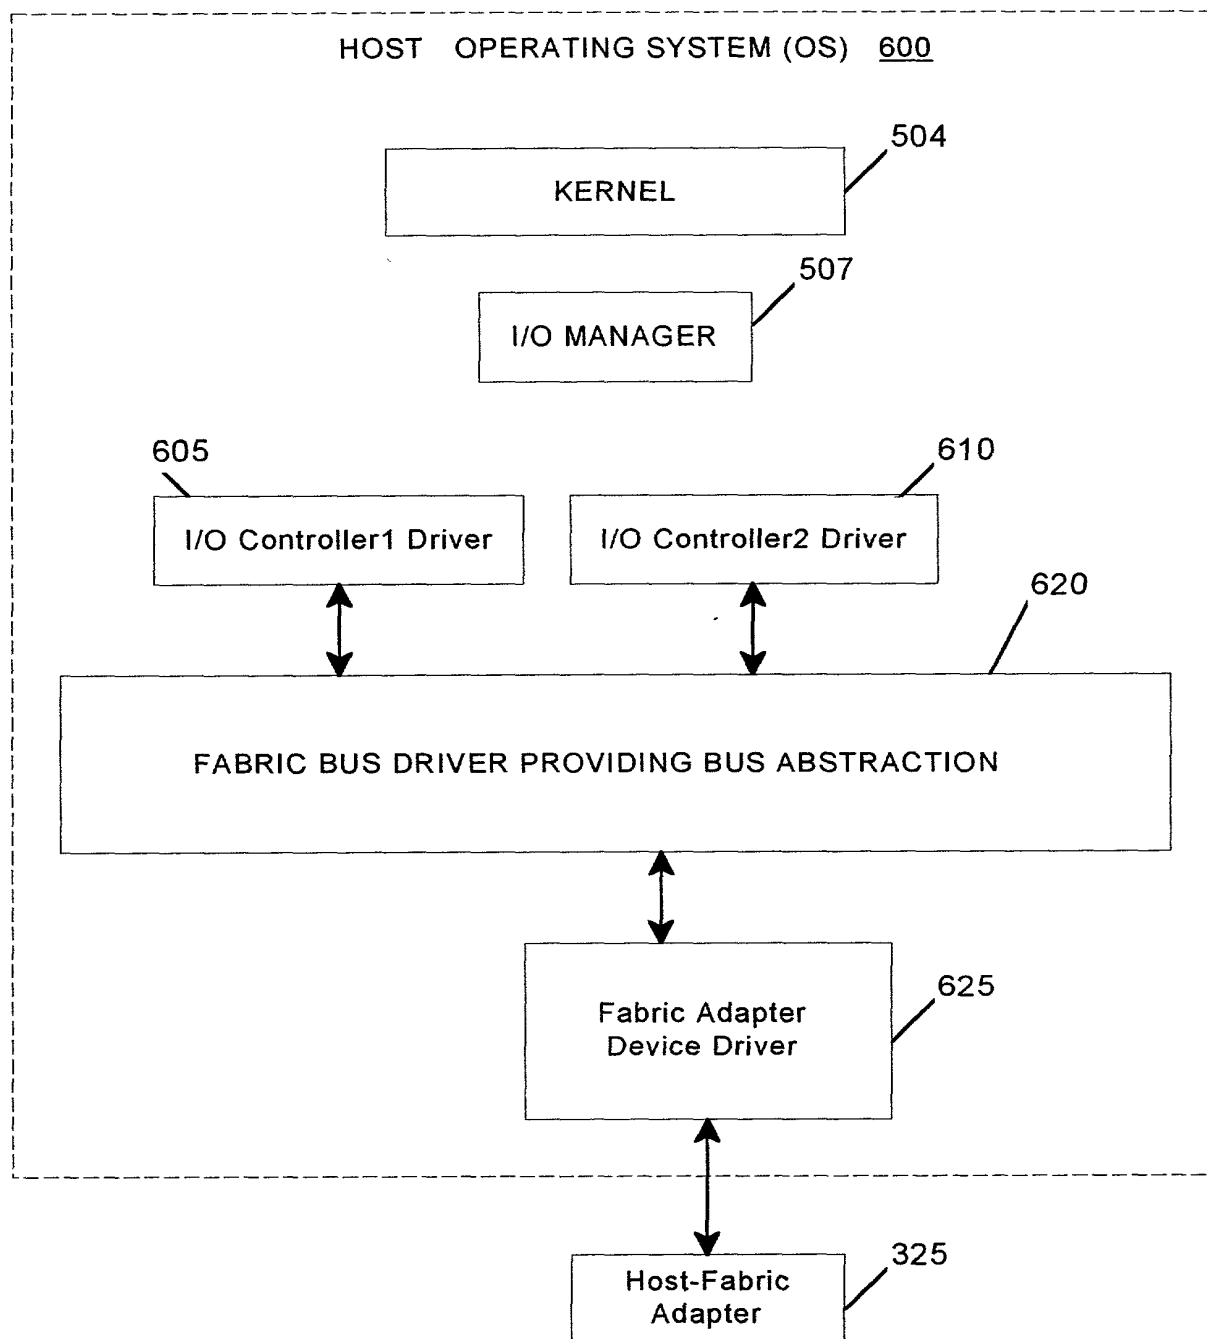 HOST OPERATING SYSTEM (OS) 600
504
KERNEL
507
I/O MANAGER
605
610
I/O Controller1 Driver
I/O Controller2 Driver
620
FABRIC BUS DRIVER PROVIDING BUS ABSTRACTION
625
Fabric Adapter
Device Driver
325
Host-Fabric
Adapter